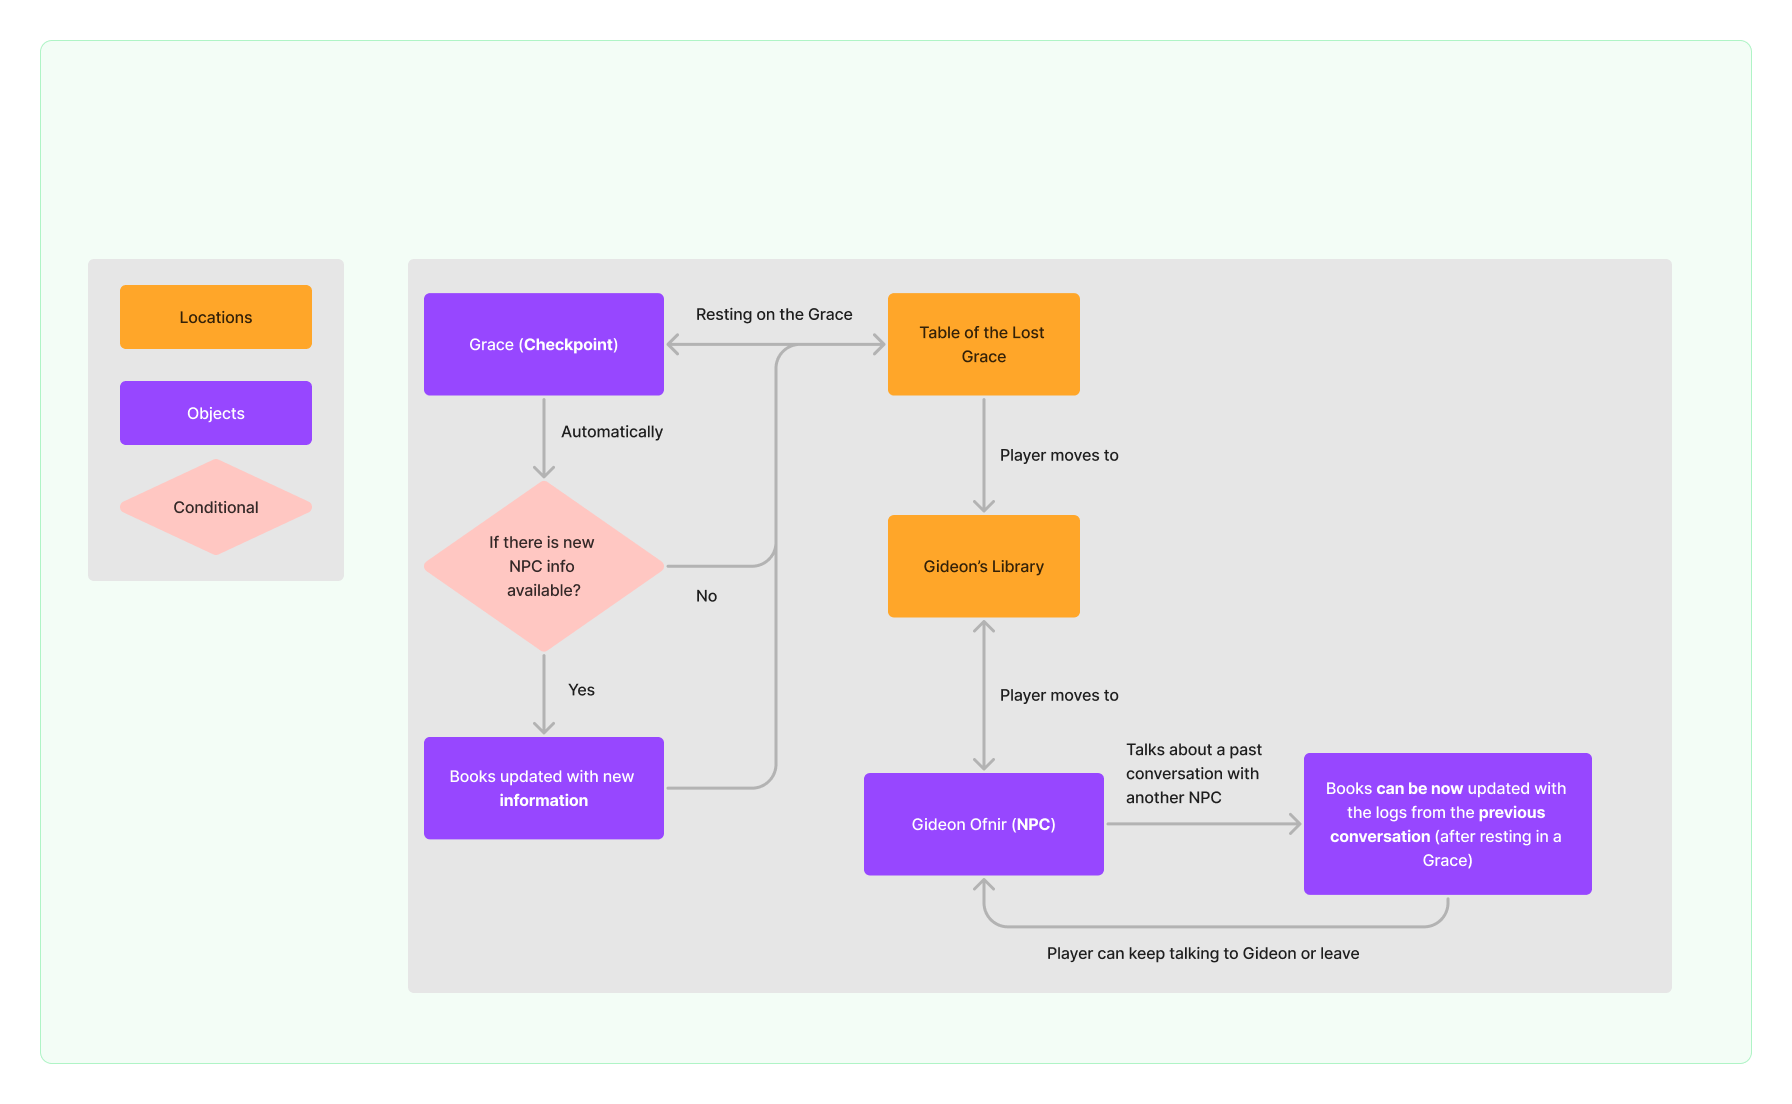 Locations
Objects
Conditional
Grace (Checkpoint)
Resting on the Grace
Table of the Lost
Grace
Automatically
Player moves to
If there is new
NPC info
available?
No
Gideon’s Library
Yes
Player moves to
Books updated with new
information
Talks about a past
conversation with
another NPC
Gideon Ofnir (NPC)
Books can be now updated with
the logs from the previous
conversation (after resting in a
Grace)
Player can keep talking to Gideon or leave